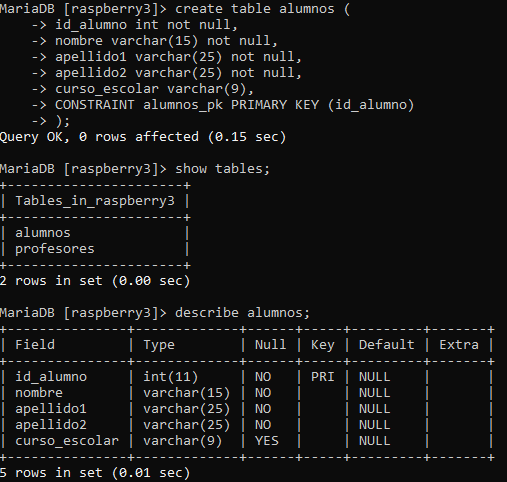 MariaDB [raspberry3]> create table alumnos (
    -> id_alumno int not null,
    -> nombre varchar(15) not null,
    -> apellido1 varchar(25) not null,
    -> apellido2 varchar(25) not null,
    -> curso_escolar varchar(9),
    -> CONSTRAINT alumnos_pk PRIMARY KEY (id_alumno)
    -> );
Query OK, 0 rows affected (0.15 sec)

MariaDB [raspberry3]> show tables;
+----------------------+
| Tables_in_raspberry3 |
+----------------------+
| alumnos              |
| profesores           |
+----------------------+
2 rows in set (0.00 sec)

MariaDB [raspberry3]> describe alumnos;
+---------------+-------------+------+-----+---------+-------+
| Field         | Type        | Null | Key | Default | Extra |
+---------------+-------------+------+-----+---------+-------+
| id_alumno     | int(11)     | NO   | PRI | NULL    |       |
| nombre        | varchar(15) | NO   |     | NULL    |       |
| apellido1     | varchar(25) | NO   |     | NULL    |       |
| apellido2     | varchar(25) | NO   |     | NULL    |       |
| curso_escolar | varchar(9)  | YES  |     | NULL    |       |
+---------------+-------------+------+-----+---------+-------+
5 rows in set (0.01 sec)